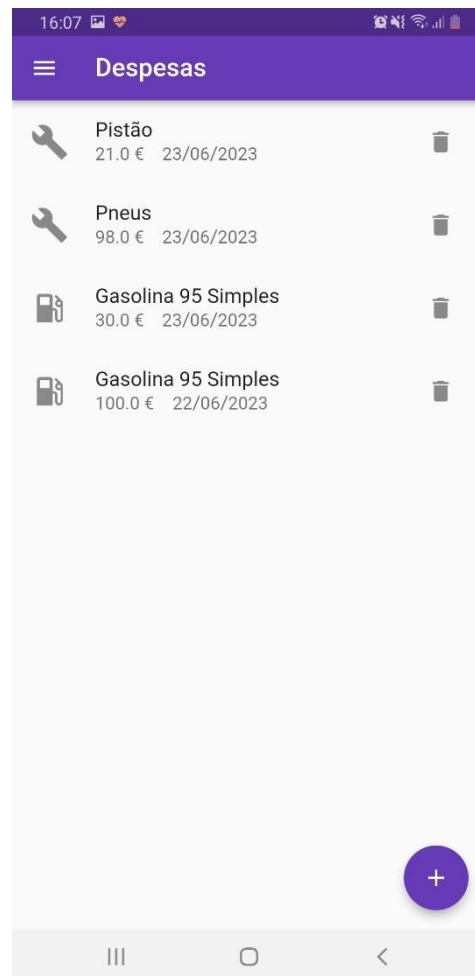 16:07
Despesas
Pistão
21.0 € 23/06/2023
Pneus
98.0 € 23/06/2023
Gasolina 95 Simples
30.0 € 23/06/2023
Gasolina 95 Simples
100.0 € 22/06/2023
+